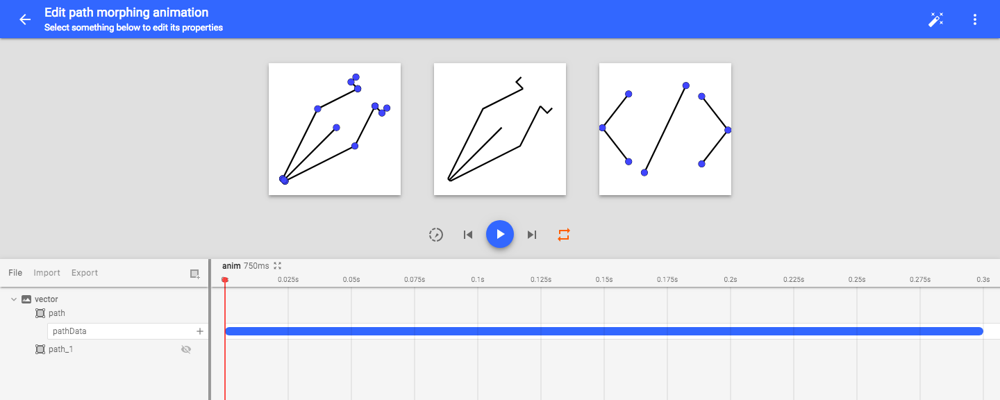 Edit path morphing animation
Select something below to edit its properties
File Import Export
anim 750ms
0s 0.025s 0.05s 0.075s 0.1s 0.125s 0.15s 0.175s 0.2s 0.225s 0.25s 0.275s 0.3s
vector
path
pathData
path_1